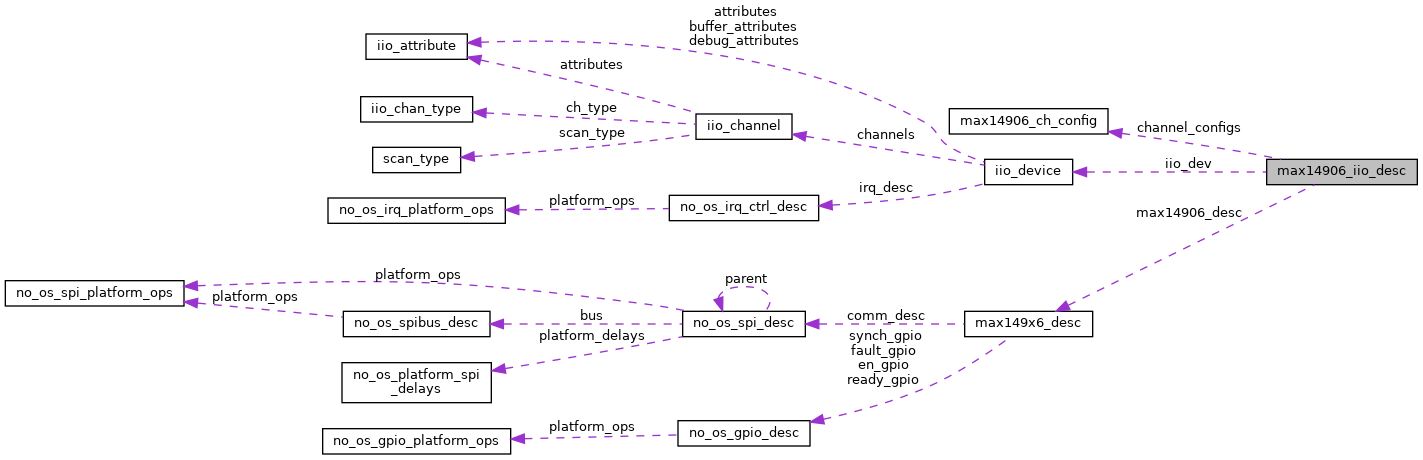 attributes
buffer_attributes
debug_attributes
iio_attribute
attributes
iio_chan_type
ch_type
iio_channel
max14906_ch_config
channel_configs
scan_type
scan_type
channels
iio_device
iio_dev
max14906_iio_desc
irq_desc
no_os_irq_platform_ops
platform_ops
no_os_irq_ctrl_desc
max14906_desc
platform_ops
parent
no_os_spi_platform_ops
platform_ops
no_os_spibus_desc
bus
no_os_spi_desc
comm_desc
max149x6_desc
platform_delays
synch_gpio
fault_gpio
en_gpio
ready_gpio
no_os_platform_spi
_delays
no_os_gpio_platform_ops
platform_ops
no_os_gpio_desc